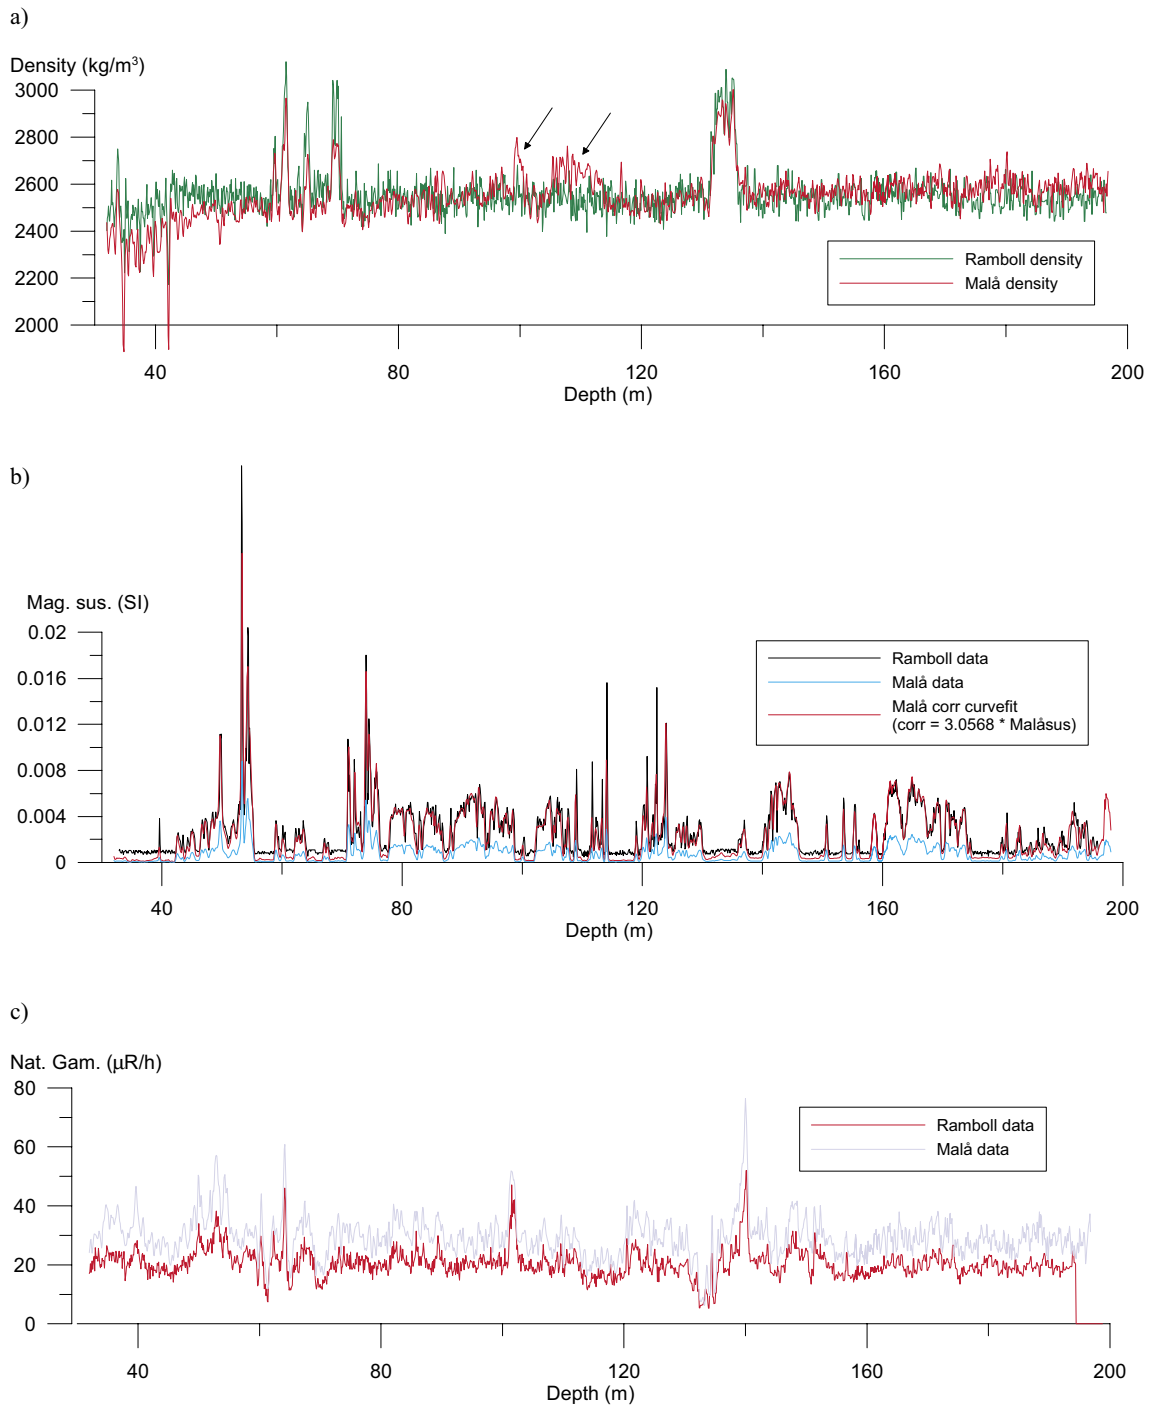 a)
Density (kg/m³)
3000
2800
2600
2400
2200
2000
Ramboll density
Malå density
40
80
120
160
200
Depth (m)
b)
Mag. sus. (SI)
0.02
0.016
0.012
0.008
0.004
0
Ramboll data
Malå data
Malå corr curvefit
(corr = 3.0568 * Malåsus)
40
80
120
160
200
Depth (m)
c)
Nat. Gam. (µR/h)
80
60
40
20
0
Ramboll data
Malå data
40
80
120
160
200
Depth (m)